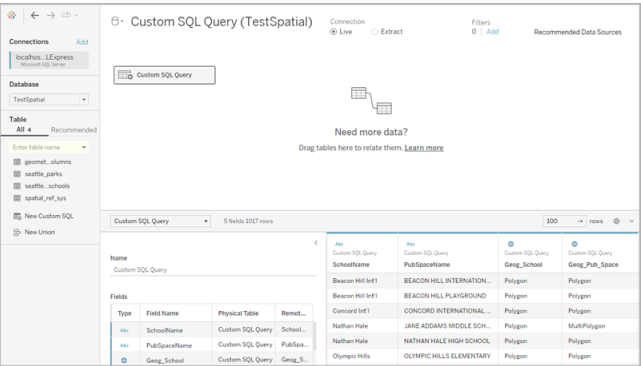 Custom SQL Query (TestSpatial)
Connection
Live
Extract
Filters
0 | Add
Recommended Data Sources
Connections
Add
localhos...LExpress
Microsoft SQL Server
Database
TestSpatial
Table
All 4
Recommended
Enter table name
geomet...olumns
seattle_parks
seattle...schools
spatial_ref_sys
New Custom SQL
New Union
Custom SQL Query
Need more data?
Drag tables here to relate them. Learn more
Custom SQL Query
5 fields 1017 rows
100
rows
Name
Custom SQL Query
Fields
Type Field Name Physical Table Remot...
Abc SchoolName Custom SQL Query School...
Abc PubSpaceName Custom SQL Query PubSpa...
Geog_School Custom SQL Query Geog_S...
Abc Abc
Custom SQL Query Custom SQL Query Custom SQL Query Custom SQL Query
SchoolName PubSpaceName Geog_School Geog_Pub_Space
Beacon Hill Int'l BEACON HILL INTERNATION... Polygon Polygon
Beacon Hill Int'l BEACON HILL PLAYGROUND Polygon Polygon
Concord Int'l CONCORD INTERNATIONAL ... Polygon Polygon
Nathan Hale JANE ADDAMS MIDDLE SCH... Polygon MultiPolygon
Nathan Hale NATHAN HALE HIGH SCHOOL Polygon Polygon
Olympic Hills OLYMPIC HILLS ELEMENTARY Polygon Polygon